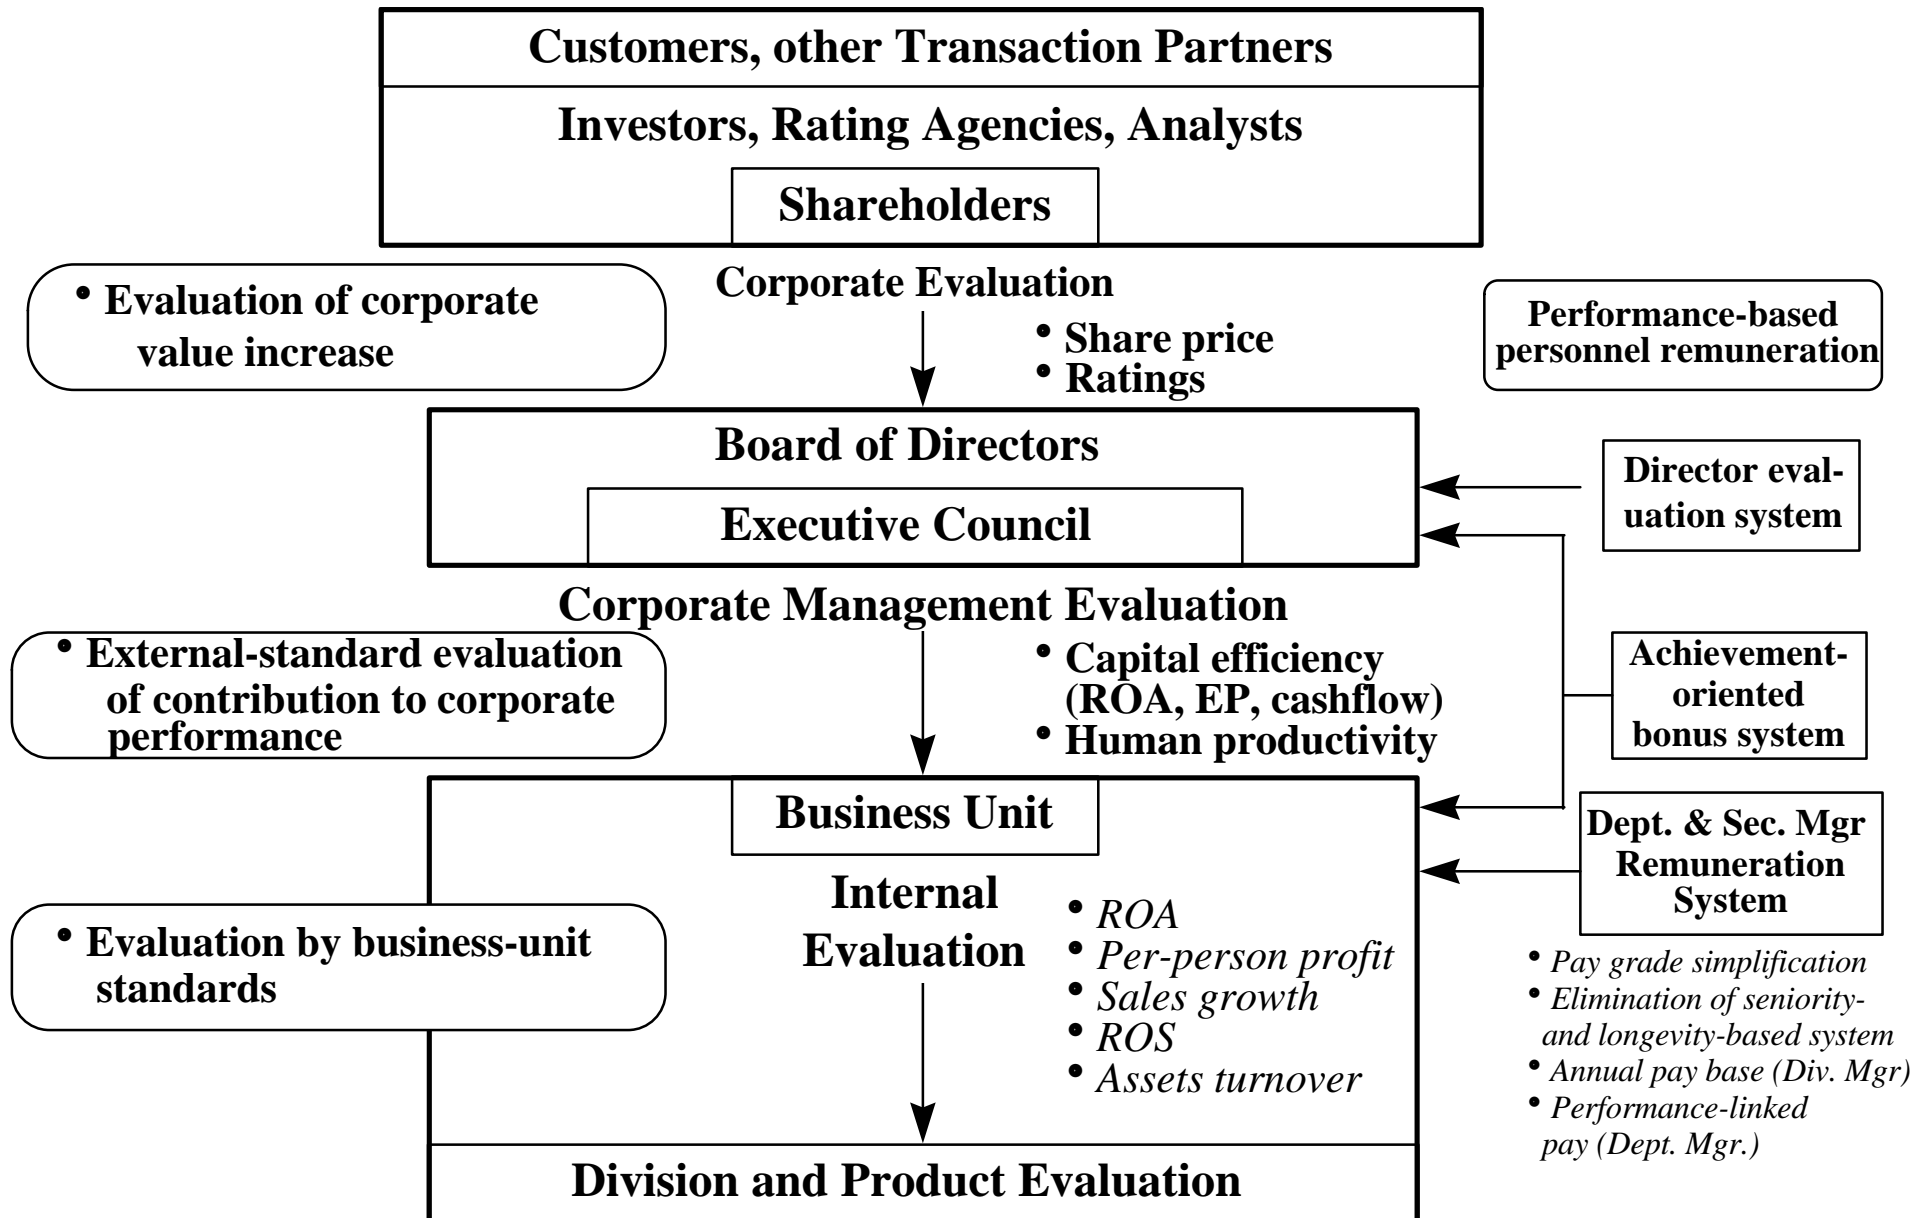 Customers, other Transaction Partners
Investors, Rating Agencies, Analysts
Shareholders
Corporate Evaluation
• Evaluation of corporate
value increase
• Share price
• Ratings
Performance-based
personnel remuneration
Board of Directors
Executive Council
Director eval-
uation system
Corporate Management Evaluation
• External-standard evaluation
of contribution to corporate
performance
• Capital efficiency
(ROA, EP, cashflow)
• Human productivity
Achievement-
oriented
bonus system
Business Unit
Internal
Evaluation
Dept. & Sec. Mgr
Remuneration
System
• Evaluation by business-unit
standards
• ROA
• Per-person profit
• Sales growth
• ROS
• Assets turnover
• Pay grade simplification
• Elimination of seniority-
and longevity-based system
• Annual pay base (Div. Mgr)
• Performance-linked
pay (Dept. Mgr.)
Division and Product Evaluation